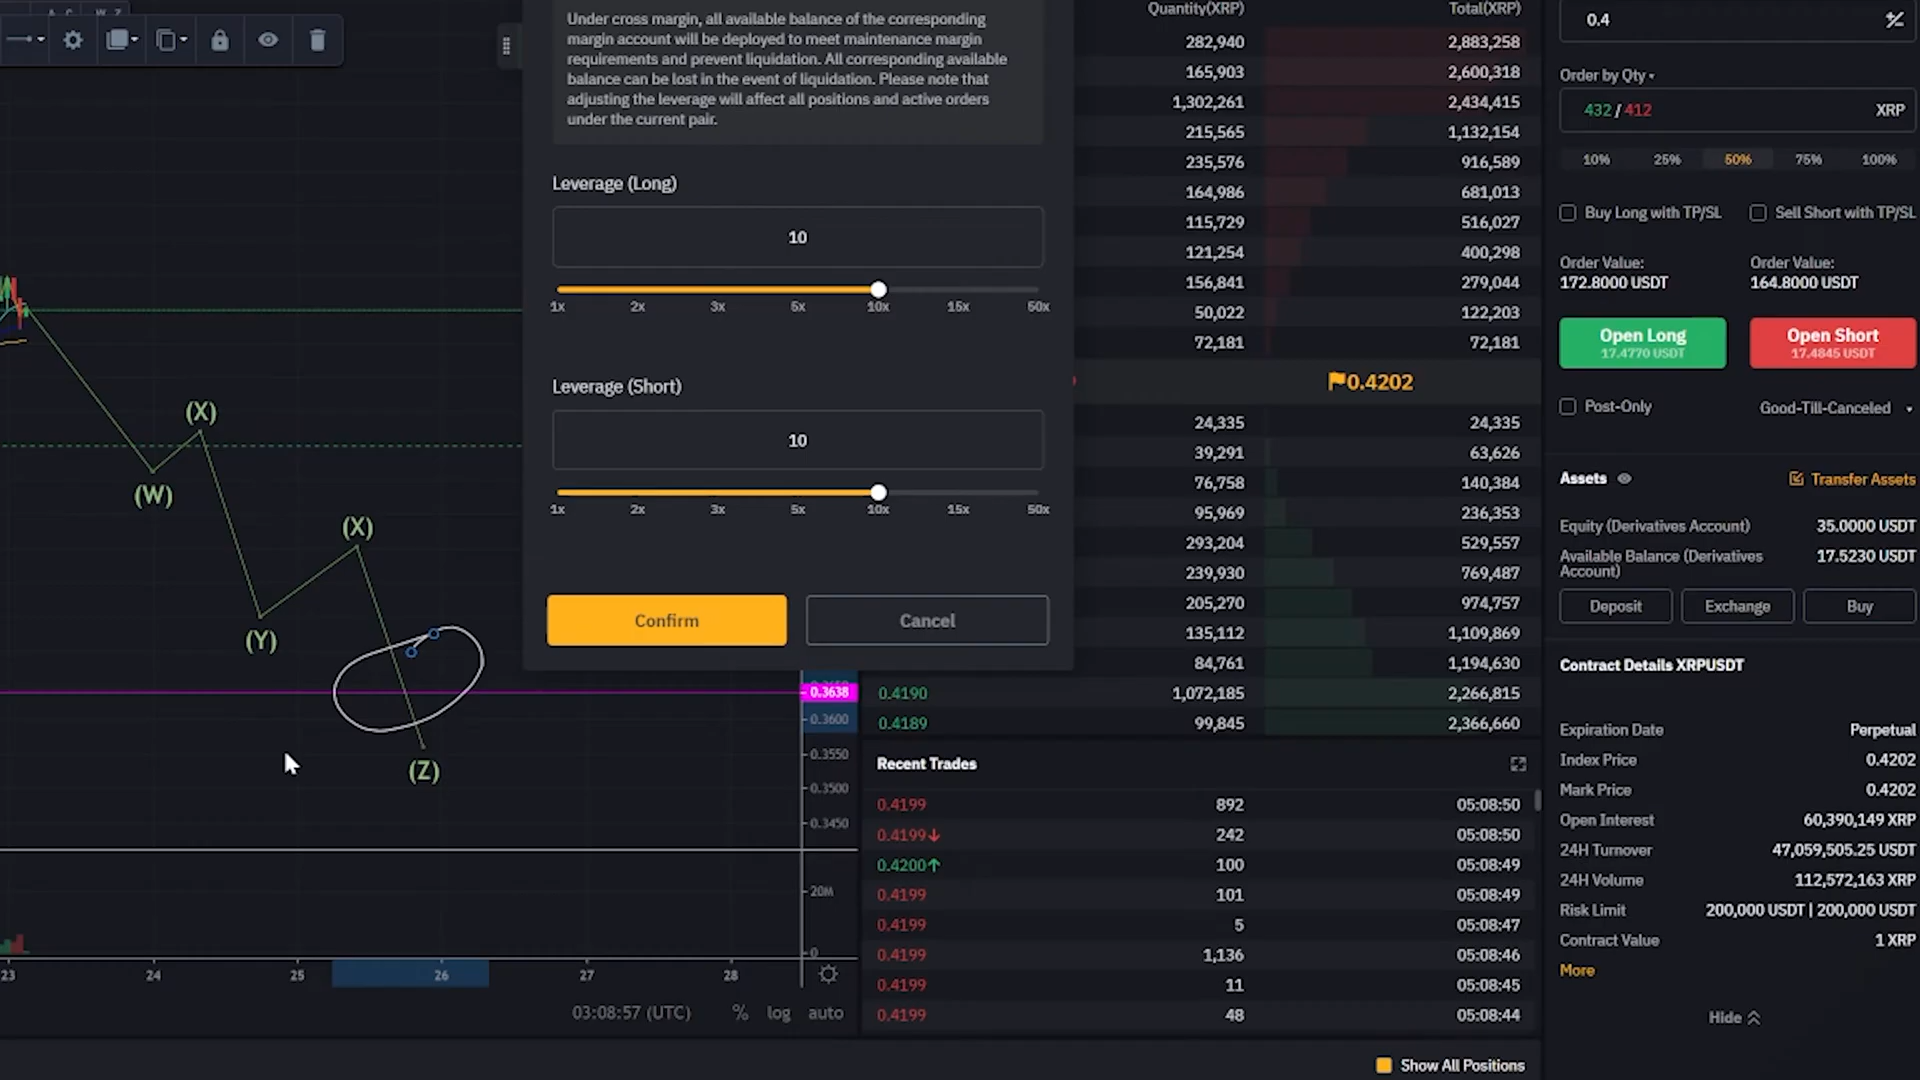 Under cross margin, all available balance of the corresponding
margin account will be deployed to meet maintenance margin
requirements and prevent liquidation. All corresponding available
balance can be lost in the event of liquidation. Please note that
adjusting the leverage will affect all positions and active orders
under the current pair.
Leverage (Long)
10
1x 2x 3x 5x 10x 15x 50x
Leverage (Short)
10
1x 2x 3x 5x 10x 15x 50x
Confirm Cancel
(W)
(X)
(Y)
(X)
(Z)
0.3638
0.3600
0.3550
0.3500
0.3450
20M
0
23 24 25 26 27 28
03:08:57 (UTC) % log auto
Quantity(XRP) Total(XRP)
282,940 2,883,258
165,903 2,600,318
1,302,261 2,434,415
215,565 1,132,154
235,576 916,589
164,986 681,013
115,729 516,027
121,254 400,298
156,841 279,044
50,022 122,203
72,181 72,181
0.4202
24,335 24,335
39,291 63,626
76,758 140,384
95,969 236,353
293,204 529,557
239,930 769,487
205,270 974,757
135,112 1,109,869
84,761 1,194,630
0.4190 1,072,185 2,266,815
0.4189 99,845 2,366,660
Recent Trades
0.4199 892 05:08:50
0.4199 242 05:08:50
0.4200 100 05:08:49
0.4199 101 05:08:49
0.4199 5 05:08:47
0.4199 1,136 05:08:46
0.4199 11 05:08:45
0.4199 48 05:08:44
Show All Positions
0.4
Order by Qty
432 / 412 XRP
10% 25% 50% 75% 100%
Buy Long with TP/SL Sell Short with TP/SL
Order Value: Order Value:
172.8000 USDT 164.8000 USDT
Open Long Open Short
17.4770 USDT 17.4845 USDT
Post-Only Good-Till-Canceled
Assets Transfer Assets
Equity (Derivatives Account) 35.0000 USDT
Available Balance (Derivatives 17.5230 USDT
Account)
Deposit Exchange Buy
Contract Details XRPUSDT
Expiration Date Perpetual
Index Price 0.4202
Mark Price 0.4202
Open Interest 60,390,149 XRP
24H Turnover 47,059,505.25 USDT
24H Volume 112,572,163 XRP
Risk Limit 200,000 USDT | 200,000 USDT
Contract Value 1 XRP
More
Hide